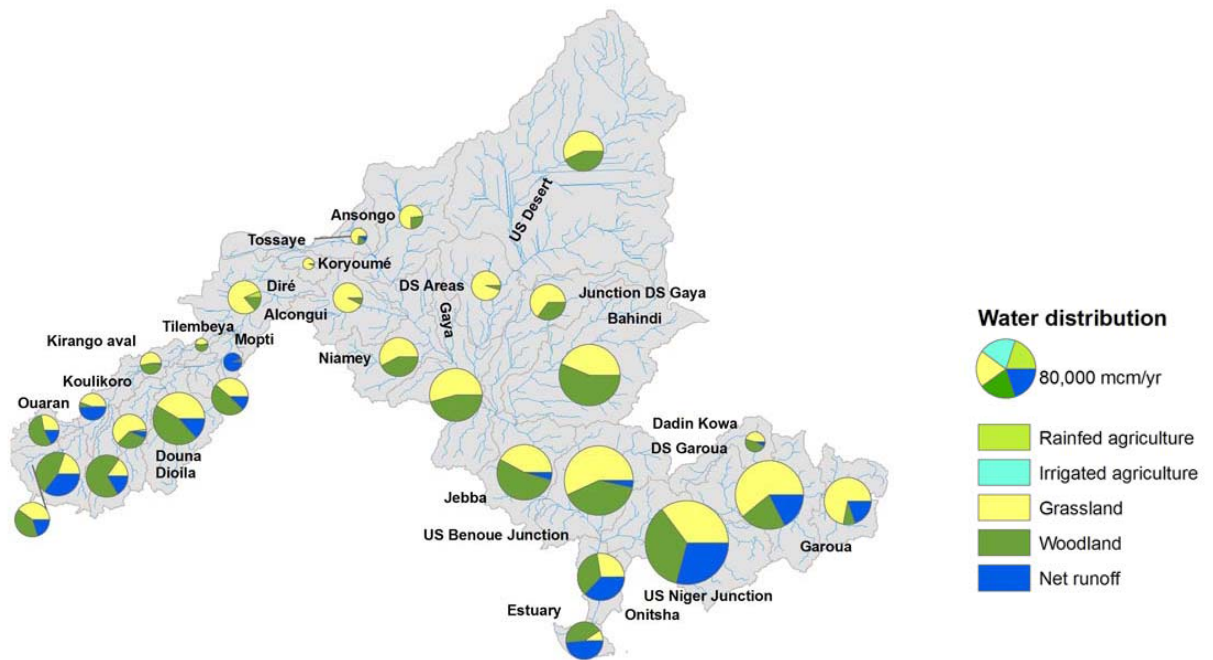 US Desert
Ansongo
Tossaye
Koryoumé
Diré
DS Areas
Junction DS Gaya
Alcongui
Gaya
Bahindi
Tilembeya
Kirango aval
Mopti
Niamey
Koulikoro
Ouaran
Douna
Dioila
Dadin Kowa
DS Garoua
Jebba
US Benoue Junction
Garoua
US Niger Junction
Estuary
Onitsha
Water distribution
80,000 mcm/yr
Rainfed agriculture
Irrigated agriculture
Grassland
Woodland
Net runoff